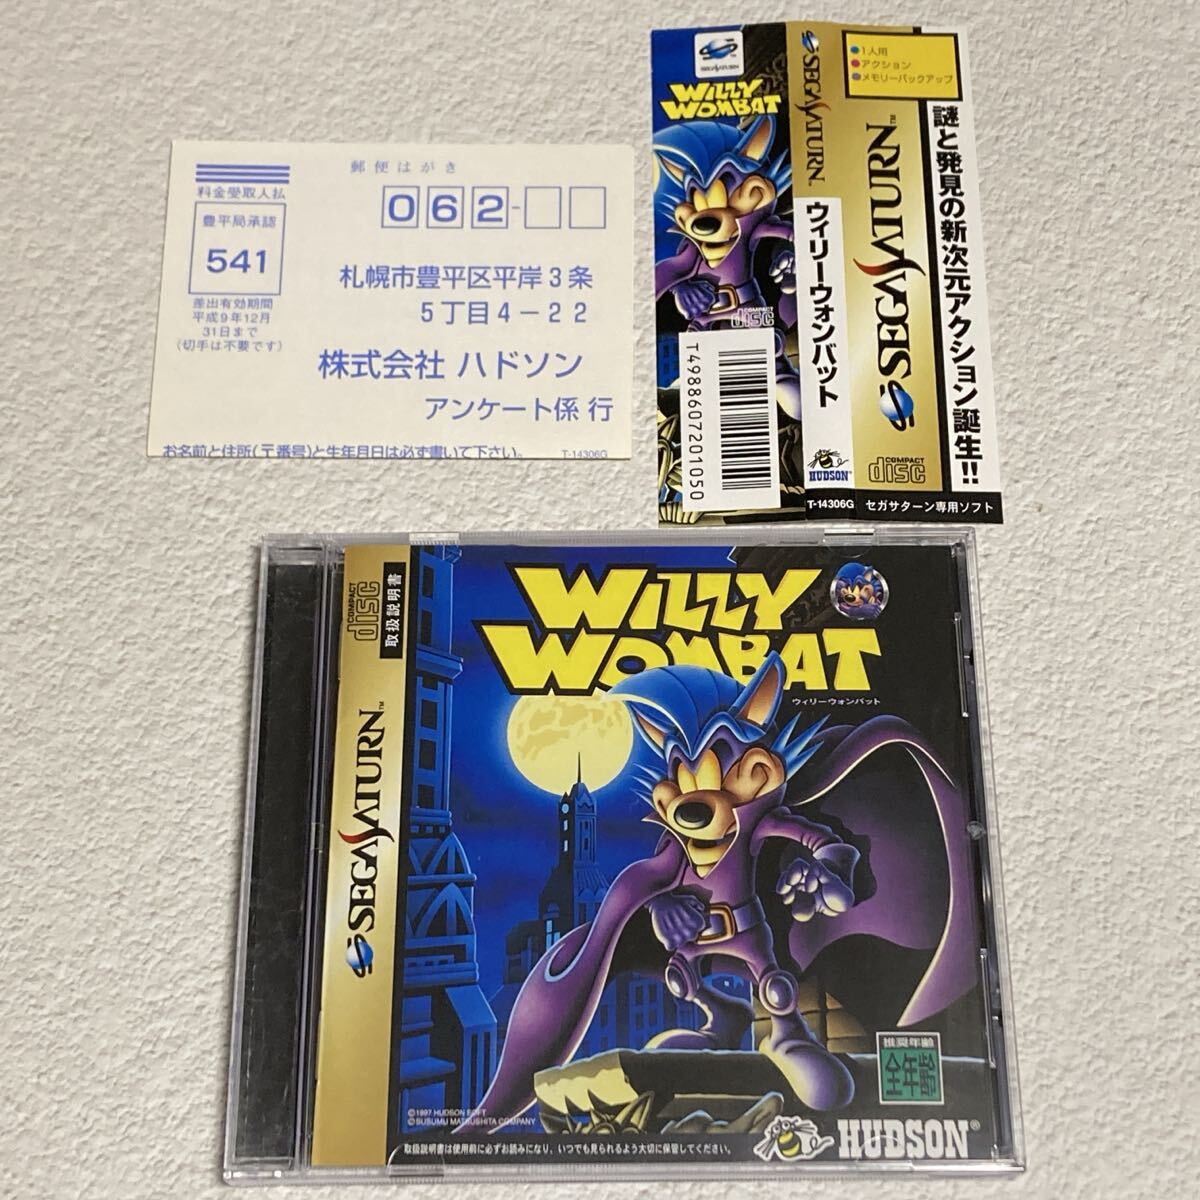 郵便はがき
料金受取人払
豊平局承認
541
差出有効期間
平成9年12月
31日まで
(切手は不要です)
062-
札幌市豊平区平岸3条
5丁目4-22
株式会社 ハドソン
アンケート係 行
お名前と住所(〒番号)と生年月日は必ず書いて下さい。
T-14306G
SEGA SATURN
WILLY
WOMBAT
COMPACT
disc
T4988607201050
SEGA SATURN™
ウィリーウォンバット
HUDSON®
T-14306G
●1人用
●アクション
●メモリーバックアップ
SEGA SATURN™
COMPACT
disc
セガサターン専用ソフト
謎と発見の新次元アクション誕生!!
COMPACT
disc
取扱説明書
SEGA SATURN™
WILLY
WOMBAT
ウィリーウォンバット
推奨年齢
全年齢
©1997 HUDSON SOFT
©SUSUMU MATSUSHITA COMPANY
取扱説明書は使用前に必ずお読みになり、いつでも見られるよう大切に保管してください。
HUDSON®